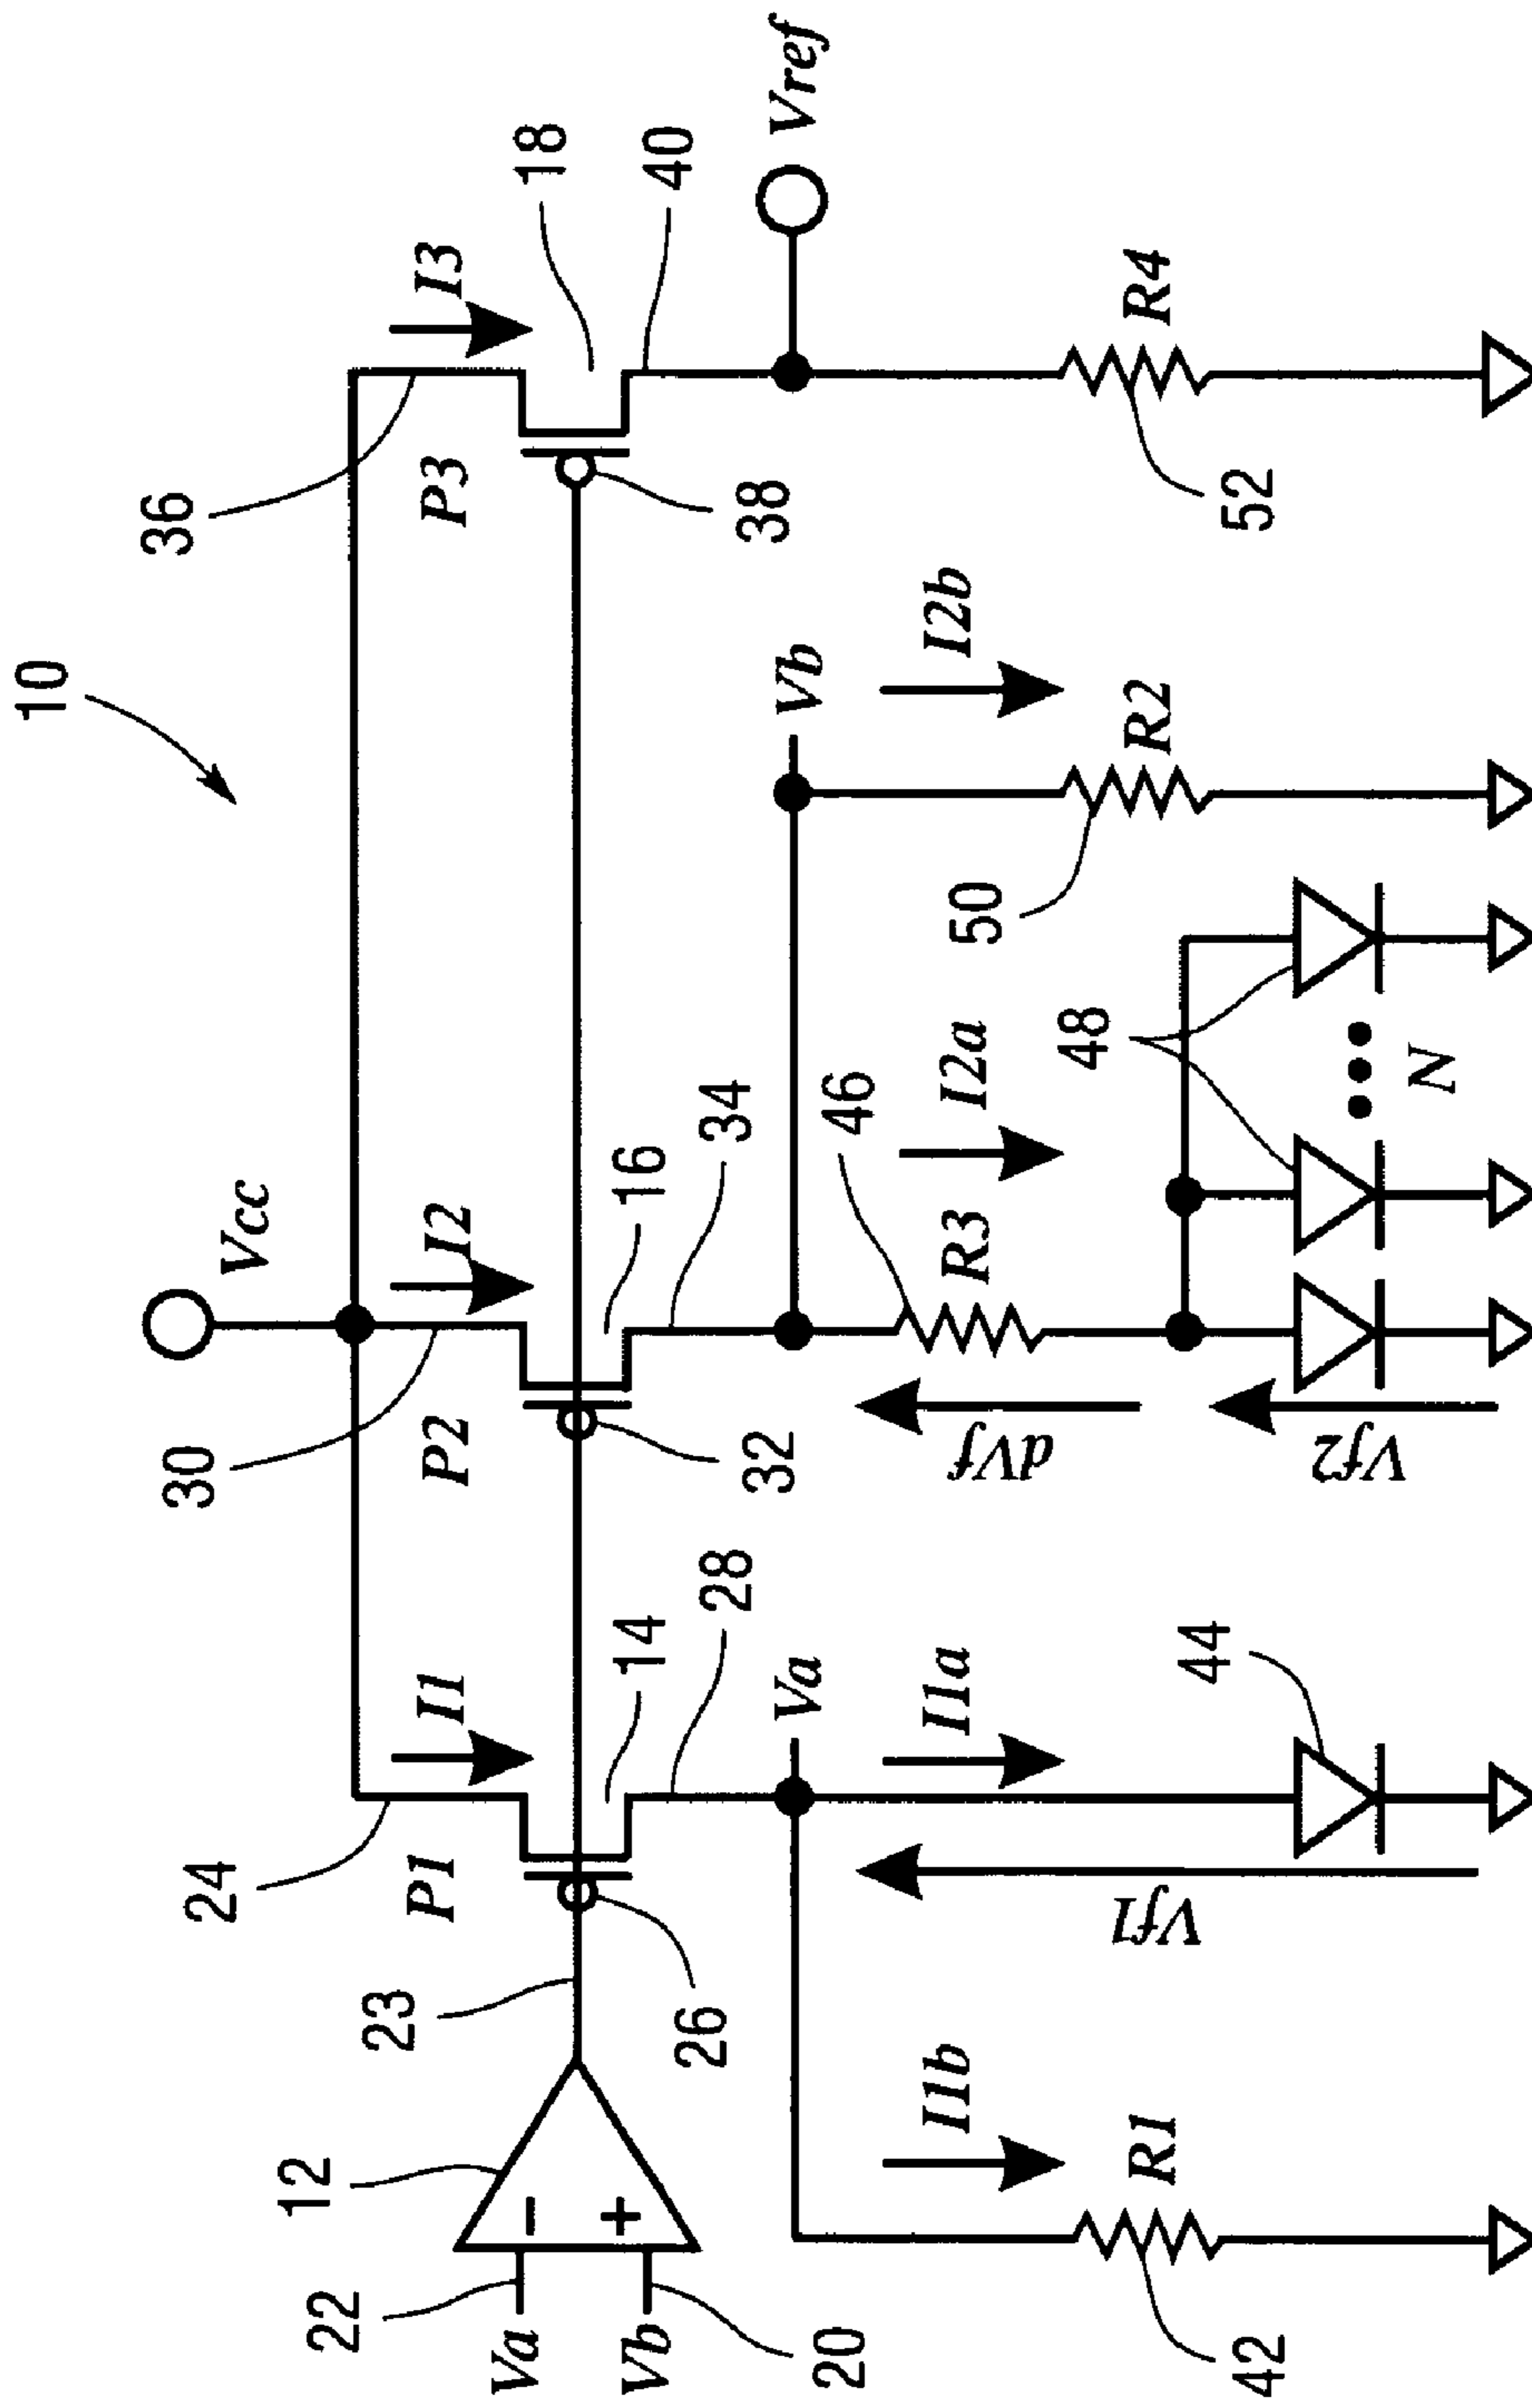 10
Vcc
36
30
24
I1
I2
I3
P1
P2
P3
12
23
22
Va
−
Vb
+
20
14
16
18
26
32
38
28
34
40
Va
Vb
Vref
I1b
I1a
46
I2a
I2b
dVf
R3
50
R1
42
Vf1
44
Vf2
48
R2
R4
52
N